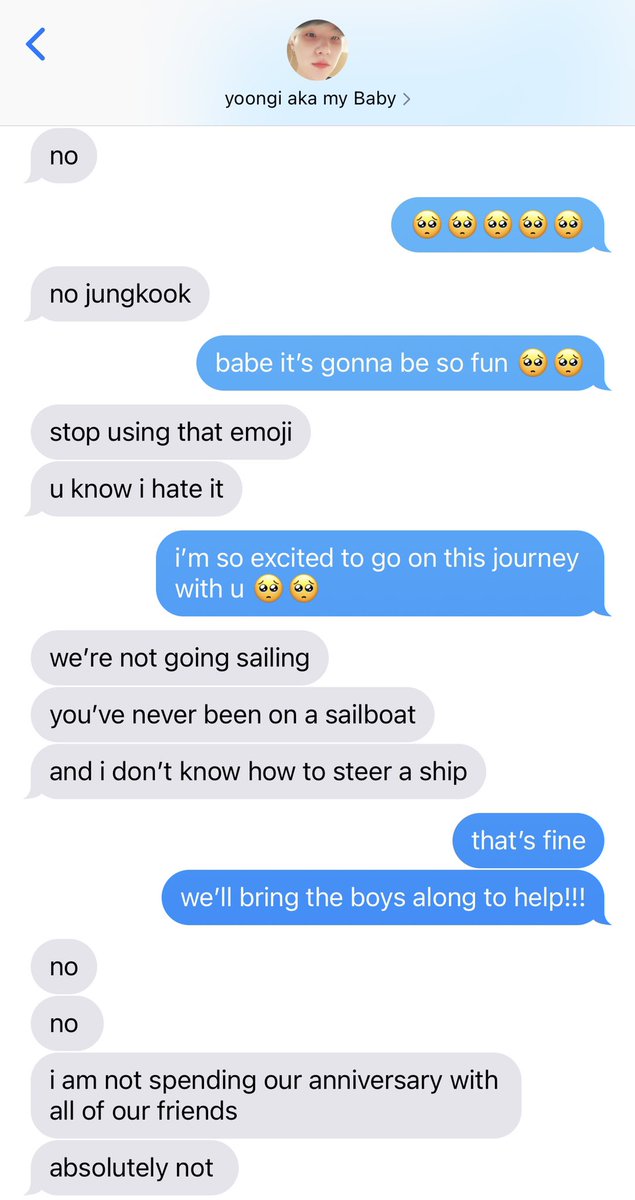 yoongi aka my Baby >
no
🥺🥺🥺🥺🥺
no jungkook
babe it’s gonna be so fun 🥺🥺
stop using that emoji
u know i hate it
i’m so excited to go on this journey
with u 🥺🥺
we’re not going sailing
you’ve never been on a sailboat
and i don’t know how to steer a ship
that’s fine
we’ll bring the boys along to help!!!
no
no
i am not spending our anniversary with
all of our friends
absolutely not